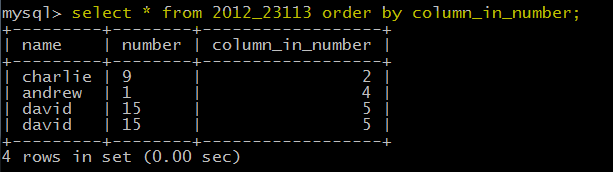 mysql> select * from 2012_23113 order by column_in_number;
+---------+--------+------------------+
| name    | number | column_in_number |
+---------+--------+------------------+
| charlie | 9      |                2 |
| andrew  | 1      |                4 |
| david   | 15     |                5 |
| david   | 15     |                5 |
+---------+--------+------------------+
4 rows in set (0.00 sec)